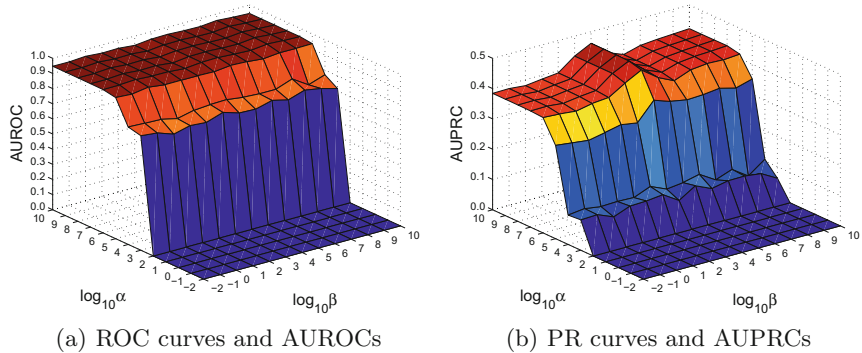 1.0
0.9
0.8
0.7
0.6
0.5
0.4
0.3
0.2
0.1
0.0
AUROC
10 9 8 7 6 5 4 3 2 1 0 −1 −2
log10α
−2 −1 0 1 2 3 4 5 6 7 8 9 10
log10β
(a) ROC curves and AUROCs
0.5
0.4
0.3
0.2
0.1
0.0
AUPRC
10 9 8 7 6 5 4 3 2 1 0 −1 −2
log10α
−2 −1 0 1 2 3 4 5 6 7 8 9 10
log10β
(b) PR curves and AUPRCs